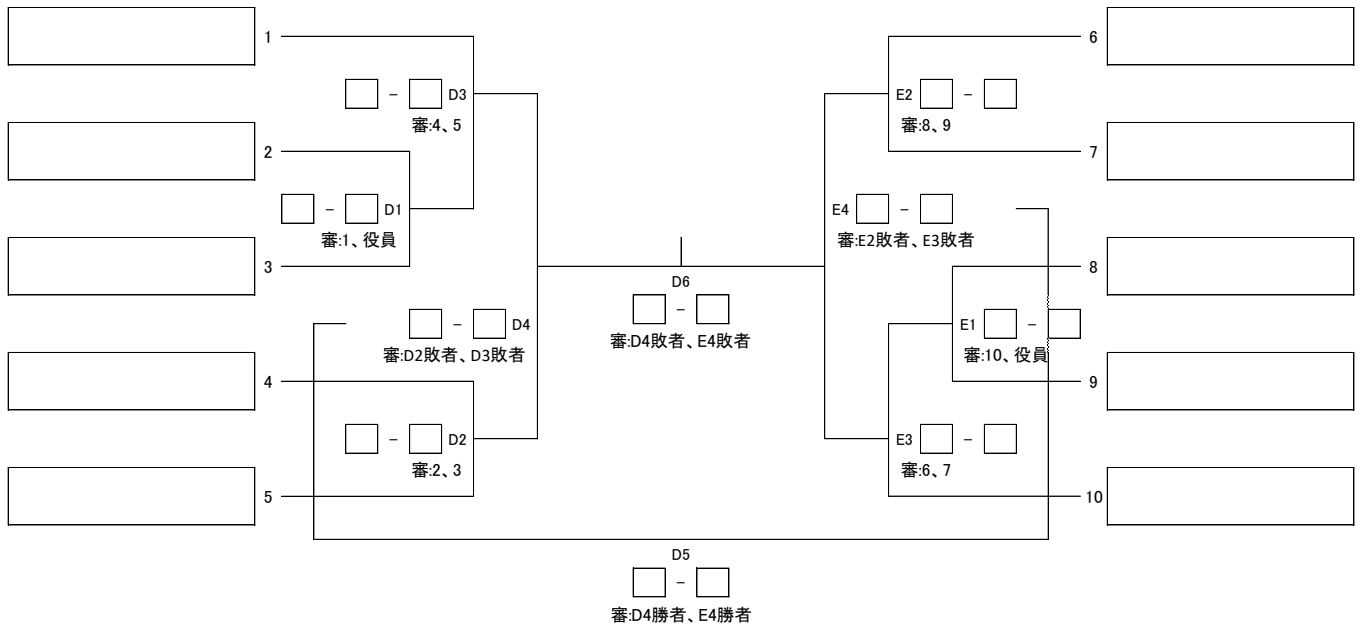 1
6
－ D3
E2 －
審:4、5
審:8、9
2
7
－ D1
E4 －
審:1、役員
審:E2敗者、E3敗者
3
8
D6
－
－ D4
E1 －
審:D4敗者、E4敗者
審:D2敗者、D3敗者
審:10、役員
4
9
－ D2
E3 －
審:2、3
審:6、7
5
10
D5
－
審:D4勝者、E4勝者